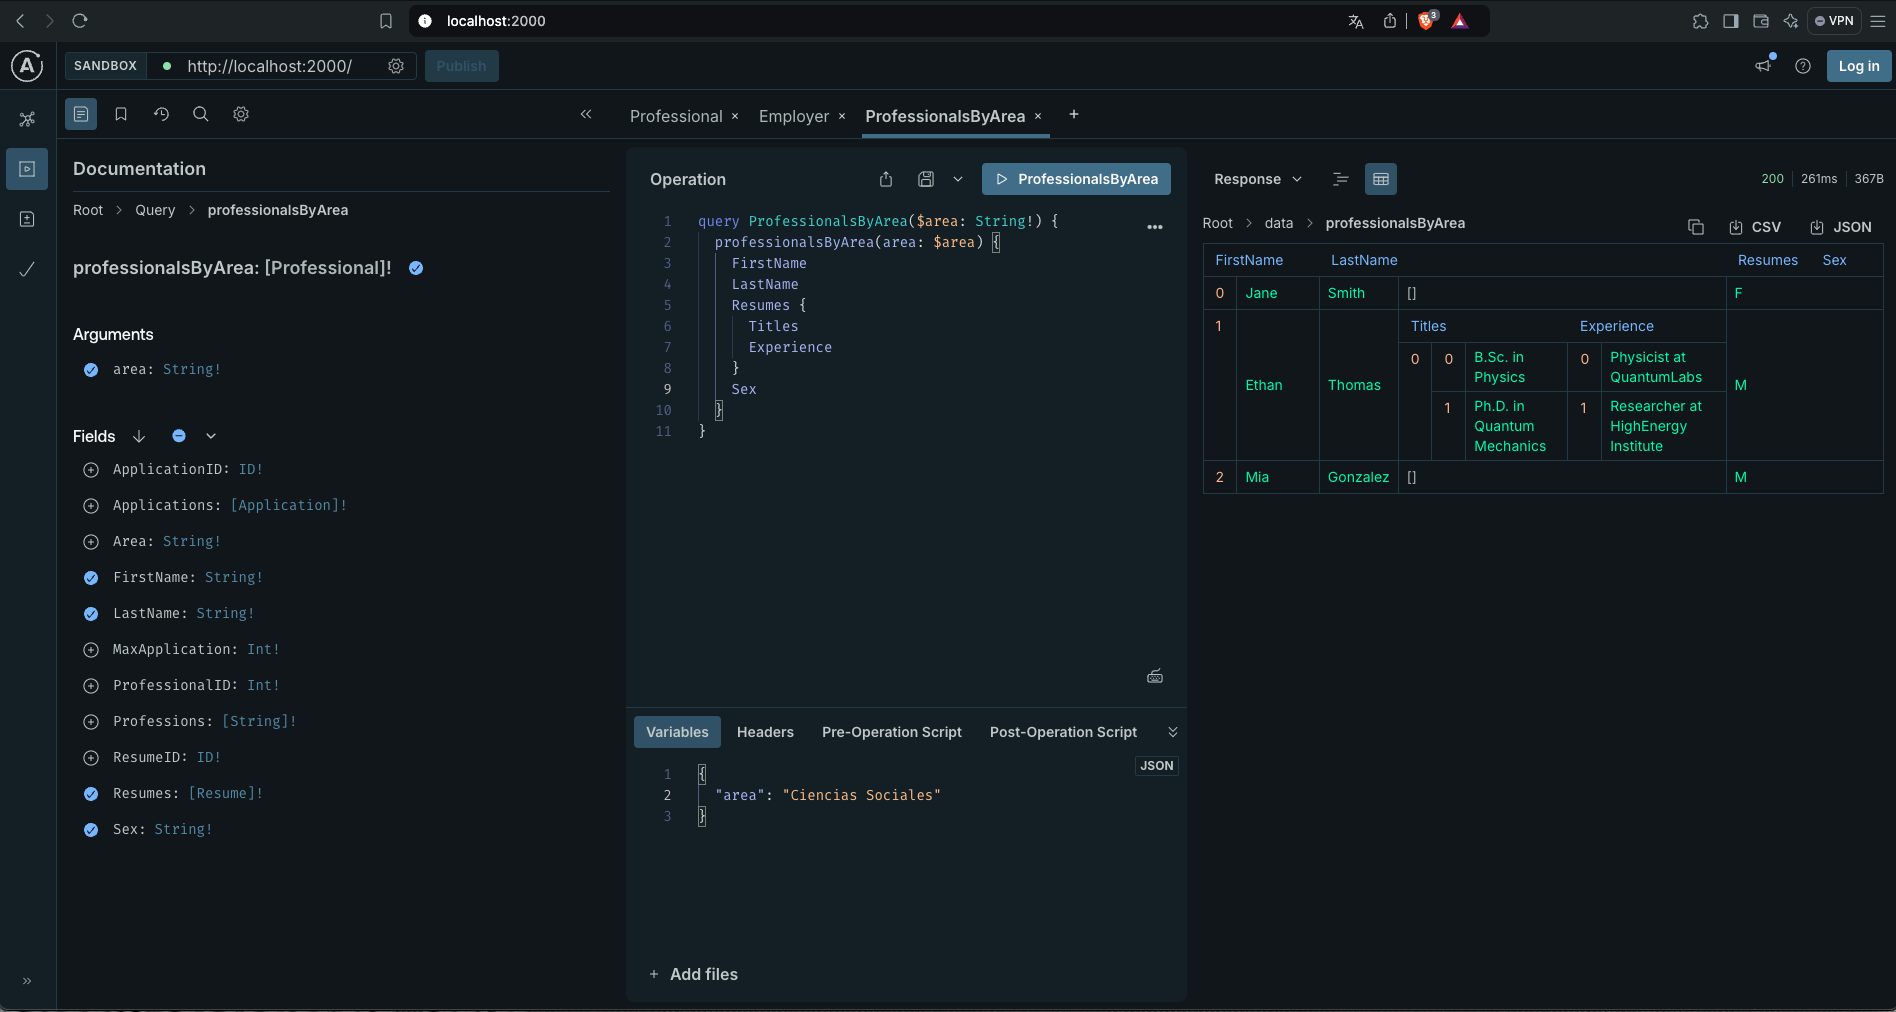 localhost:2000
3
VPN
SANDBOX
http://localhost:2000/
Publish
Log in
Professional ×
Employer ×
ProfessionalsByArea ×
+
Documentation
Root > Query > professionalsByArea
professionalsByArea: [Professional]!
Arguments
area: String!
Fields
ApplicationID: ID!
Applications: [Application]!
Area: String!
FirstName: String!
LastName: String!
MaxApplication: Int!
ProfessionalID: Int!
Professions: [String]!
ResumeID: ID!
Resumes: [Resume]!
Sex: String!
Operation
ProfessionalsByArea
1 query ProfessionalsByArea($area: String!) {
2 professionalsByArea(area: $area) {
3 FirstName
4 LastName
5 Resumes {
6 Titles
7 Experience
8 }
9 Sex
10 }
11 }
Variables Headers Pre-Operation Script Post-Operation Script
JSON
1 {
2 "area": "Ciencias Sociales"
3 }
+ Add files
Response
200 261ms 367B
Root > data > professionalsByArea
CSV JSON
FirstName LastName Resumes Sex
0 Jane Smith [] F
1 Ethan Thomas
Titles Experience
0 0 B.Sc. in Physics 0 Physicist at QuantumLabs
1 Ph.D. in Quantum Mechanics 1 Researcher at HighEnergy Institute
M
2 Mia Gonzalez [] M